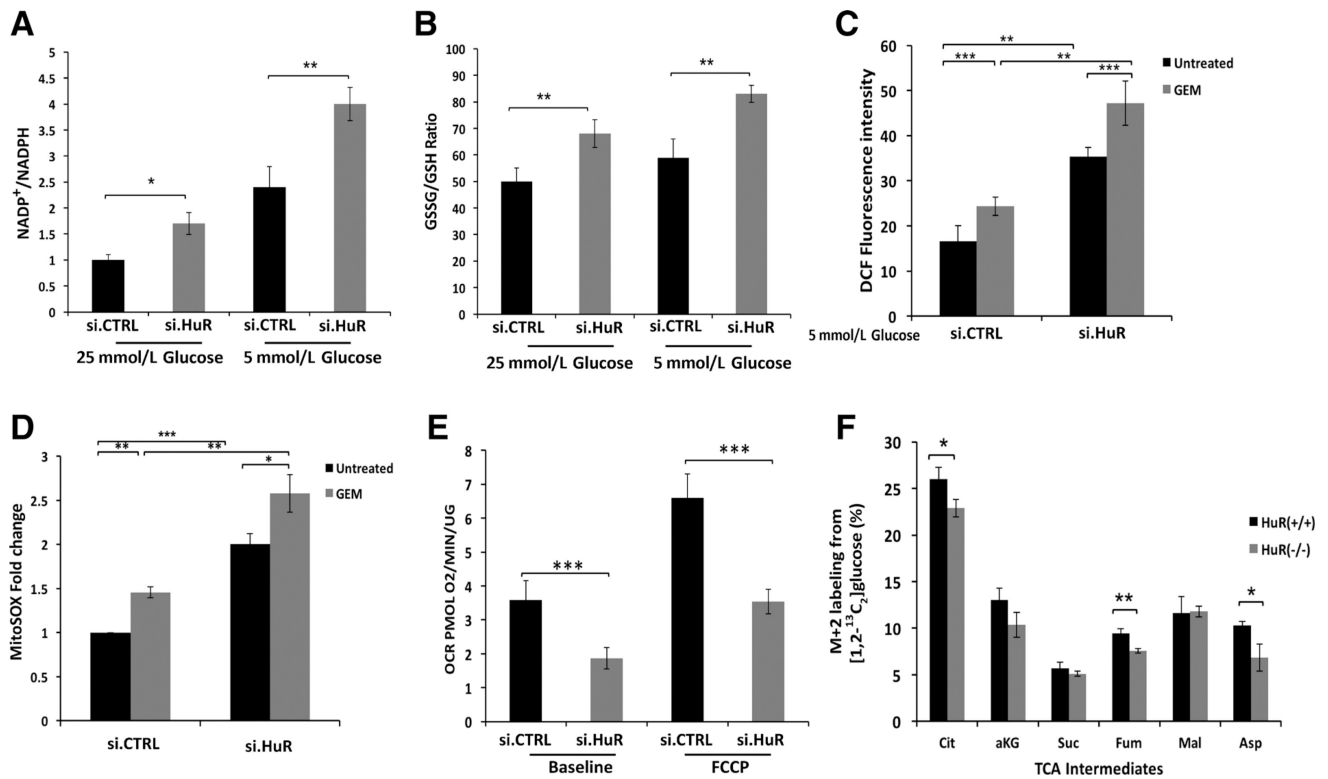 A
NADP+/NADPH
5
4.5
4
3.5
3
2.5
2
1.5
1
0.5
0
*
**
si.CTRL si.HuR si.CTRL si.HuR
25 mmol/L Glucose 5 mmol/L Glucose
B
GSSG/GSH Ratio
100
90
80
70
60
50
40
30
20
10
0
**
**
si.CTRL si.HuR si.CTRL si.HuR
25 mmol/L Glucose 5 mmol/L Glucose
C
DCF Fluorescence intensity
60
50
40
30
20
10
0
**
*** **
***
Untreated
GEM
5 mmol/L Glucose si.CTRL si.HuR
D
MitoSOX Fold change
3
2.5
2
1.5
1
0.5
0
***
** **
*
Untreated
GEM
si.CTRL si.HuR
E
OCR PMOL O2/MIN/UG
8
7
6
5
4
3
2
1
0
***
***
si.CTRL si.HuR si.CTRL si.HuR
Baseline FCCP
F
M+2 labeling from
[1,2-¹³C₂]glucose (%)
30
25
20
15
10
5
0
*
**
*
HuR(+/+)
HuR(-/-)
Cit aKG Suc Fum Mal Asp
TCA Intermediates